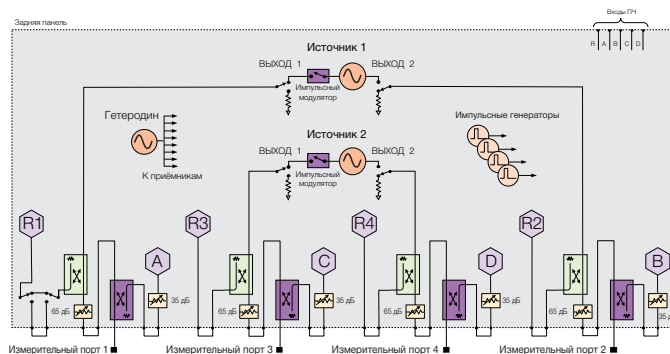 Входы ПЧ
Задняя панель
R A B C D
Источник 1
ВЫХОД 1
ВЫХОД 2
Импульсный
модулятор
Гетеродин
К приёмникам
Импульсные генераторы
Источник 2
ВЫХОД 1
ВЫХОД 2
Импульсный
модулятор
R1
R3
R4
R2
A
C
D
B
65 дБ
35 дБ
65 дБ
35 дБ
65 дБ
35 дБ
65 дБ
35 дБ
Измерительный порт 1
Измерительный порт 3
Измерительный порт 4
Измерительный порт 2